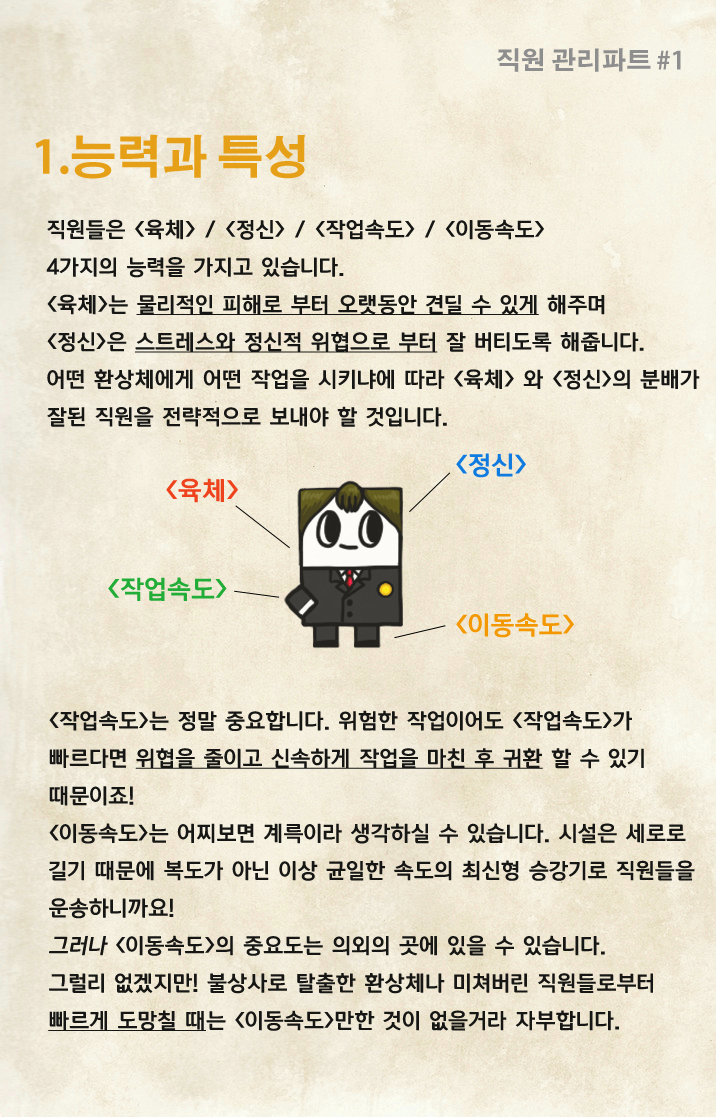 직원 관리파트 #1
1.능력과 특성
직원들은 <육체> / <정신> / <작업속도> / <이동속도>
4가지의 능력을 가지고 있습니다.
<육체>는 물리적인 피해로 부터 오랫동안 견딜 수 있게 해주며
<정신>은 스트레스와 정신적 위협으로 부터 잘 버티도록 해줍니다.
어떤 환상체에게 어떤 작업을 시키냐에 따라 <육체> 와 <정신>의 분배가
잘된 직원을 전략적으로 보내야 할 것입니다.
<정신>
<육체>
<작업속도>
<이동속도>
<작업속도>는 정말 중요합니다. 위험한 작업이어도 <작업속도>가
빠르다면 위협을 줄이고 신속하게 작업을 마친 후 귀환 할 수 있기
때문이죠!
<이동속도>는 어찌보면 계륵이라 생각하실 수 있습니다. 시설은 세로로
길기 때문에 복도가 아닌 이상 균일한 속도의 최신형 승강기로 직원들을
운송하니까요!
그러나 <이동속도>의 중요도는 의외의 곳에 있을 수 있습니다.
그럴리 없겠지만! 불상사로 탈출한 환상체나 미쳐버린 직원들로부터
빠르게 도망칠 때는 <이동속도>만한 것이 없을거라 자부합니다.